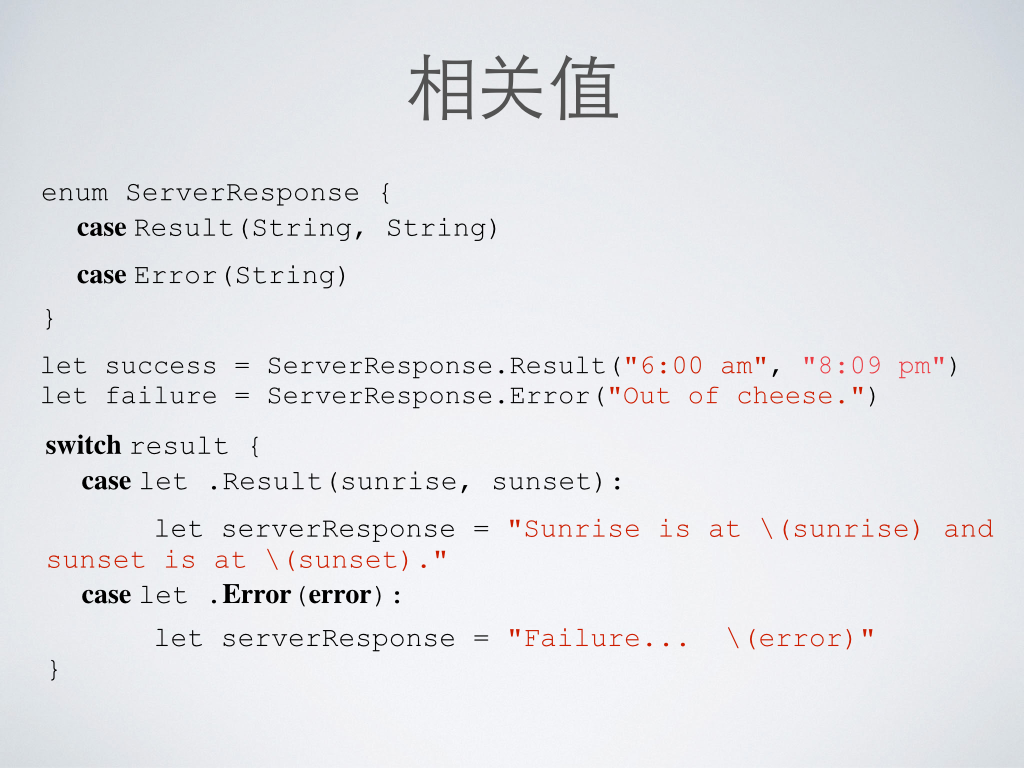 相关值
enum ServerResponse {
case Result(String, String)
case Error(String)
}
let success = ServerResponse.Result("6:00 am", "8:09 pm")
let failure = ServerResponse.Error("Out of cheese.")
switch result {
case let .Result(sunrise, sunset):
let serverResponse = "Sunrise is at \(sunrise) and
sunset is at \(sunset)."
case let .Error(error):
let serverResponse = "Failure...  \(error)"
}